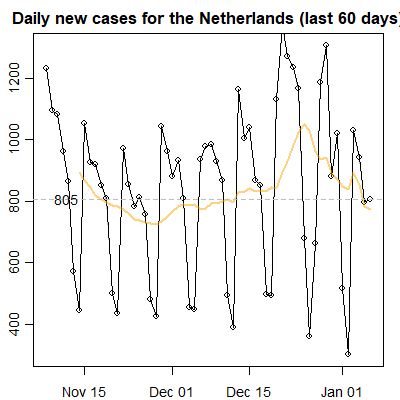 Daily new cases for the Netherlands (last 60 days)
1200
1000
800
600
400
805
Nov 15
Dec 01
Dec 15
Jan 01